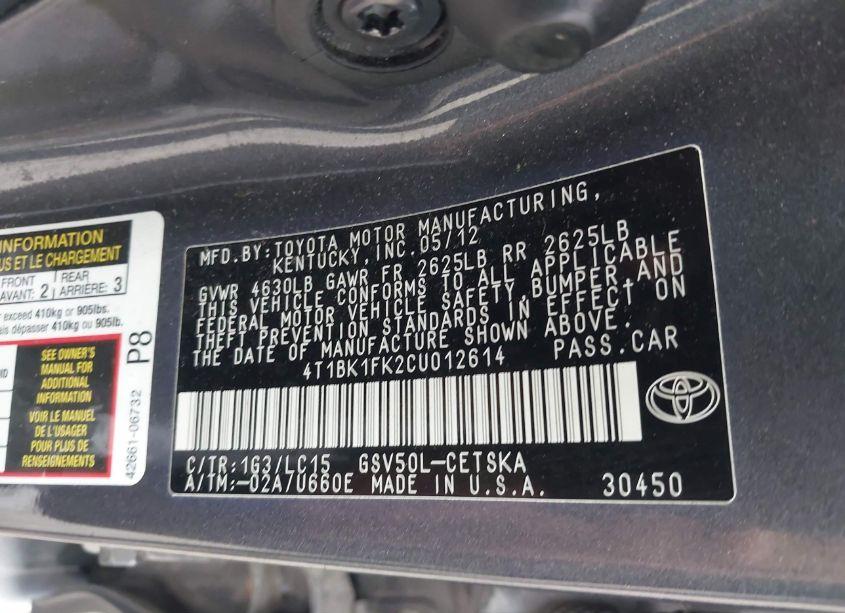 INFORMATION
US ET LE CHARGEMENT
FRONT
AVANT: 2
REAR
ARRIÈRE: 3
exceed 410kg or 905lbs.
dépasser 410kg ou 905lb.
SEE OWNER'S
MANUAL FOR
ADDITIONAL
INFORMATION
VOIR LE MANUEL
DE L'USAGER
POUR PLUS DE
RENSEIGNEMENTS
P8
42661-06732
MFD.BY: TOYOTA MOTOR MANUFACTURING,
KENTUCKY, INC. 05/12
GVWR 4630LB GAWR FR 2625LB RR 2625LB
THIS VEHICLE CONFORMS TO ALL APPLICABLE
FEDERAL MOTOR VEHICLE SAFETY, BUMPER, AND
THEFT PREVENTION STANDARDS IN EFFECT ON
THE DATE OF MANUFACTURE SHOWN ABOVE.
4T1BK1FK2CU012614 PASS.CAR
C/TR:1G3/LC15 GSV50L-CETSKA
A/TM:-02A/U660E MADE IN U.S.A. 30450